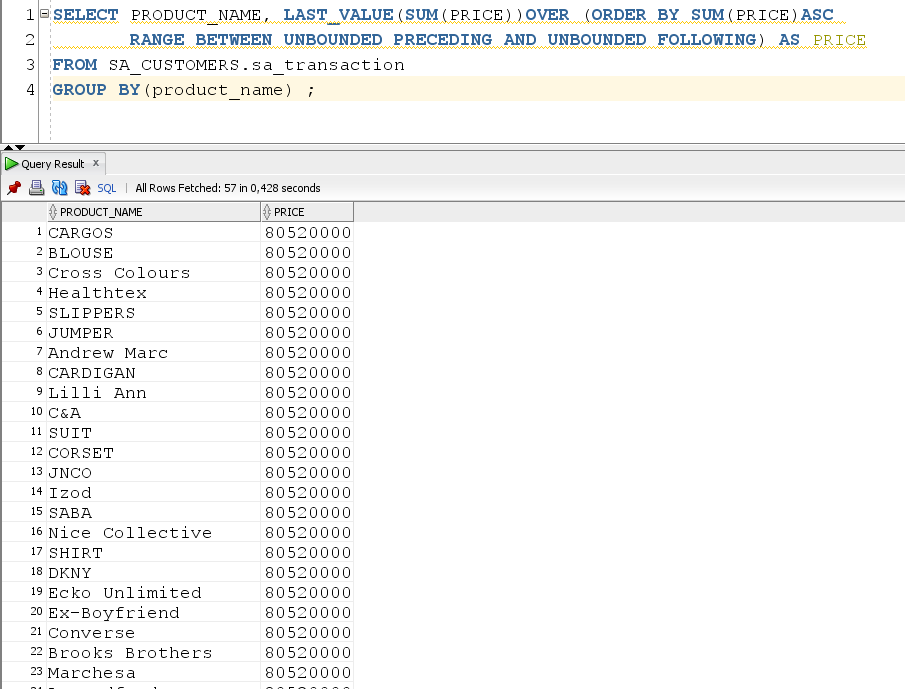 1 SELECT PRODUCT_NAME, LAST_VALUE(SUM(PRICE))OVER (ORDER BY SUM(PRICE)ASC
2 RANGE BETWEEN UNBOUNDED PRECEDING AND UNBOUNDED FOLLOWING) AS PRICE
3 FROM SA_CUSTOMERS.sa_transaction
4 GROUP BY(product_name) ;
Query Result x
SQL | All Rows Fetched: 57 in 0,428 seconds
PRODUCT_NAME PRICE
1 CARGOS 80520000
2 BLOUSE 80520000
3 Cross Colours 80520000
4 Healthtex 80520000
5 SLIPPERS 80520000
6 JUMPER 80520000
7 Andrew Marc 80520000
8 CARDIGAN 80520000
9 Lilli Ann 80520000
10 C&A 80520000
11 SUIT 80520000
12 CORSET 80520000
13 JNCO 80520000
14 Izod 80520000
15 SABA 80520000
16 Nice Collective 80520000
17 SHIRT 80520000
18 DKNY 80520000
19 Ecko Unlimited 80520000
20 Ex-Boyfriend 80520000
21 Converse 80520000
22 Brooks Brothers 80520000
23 Marchesa 80520000